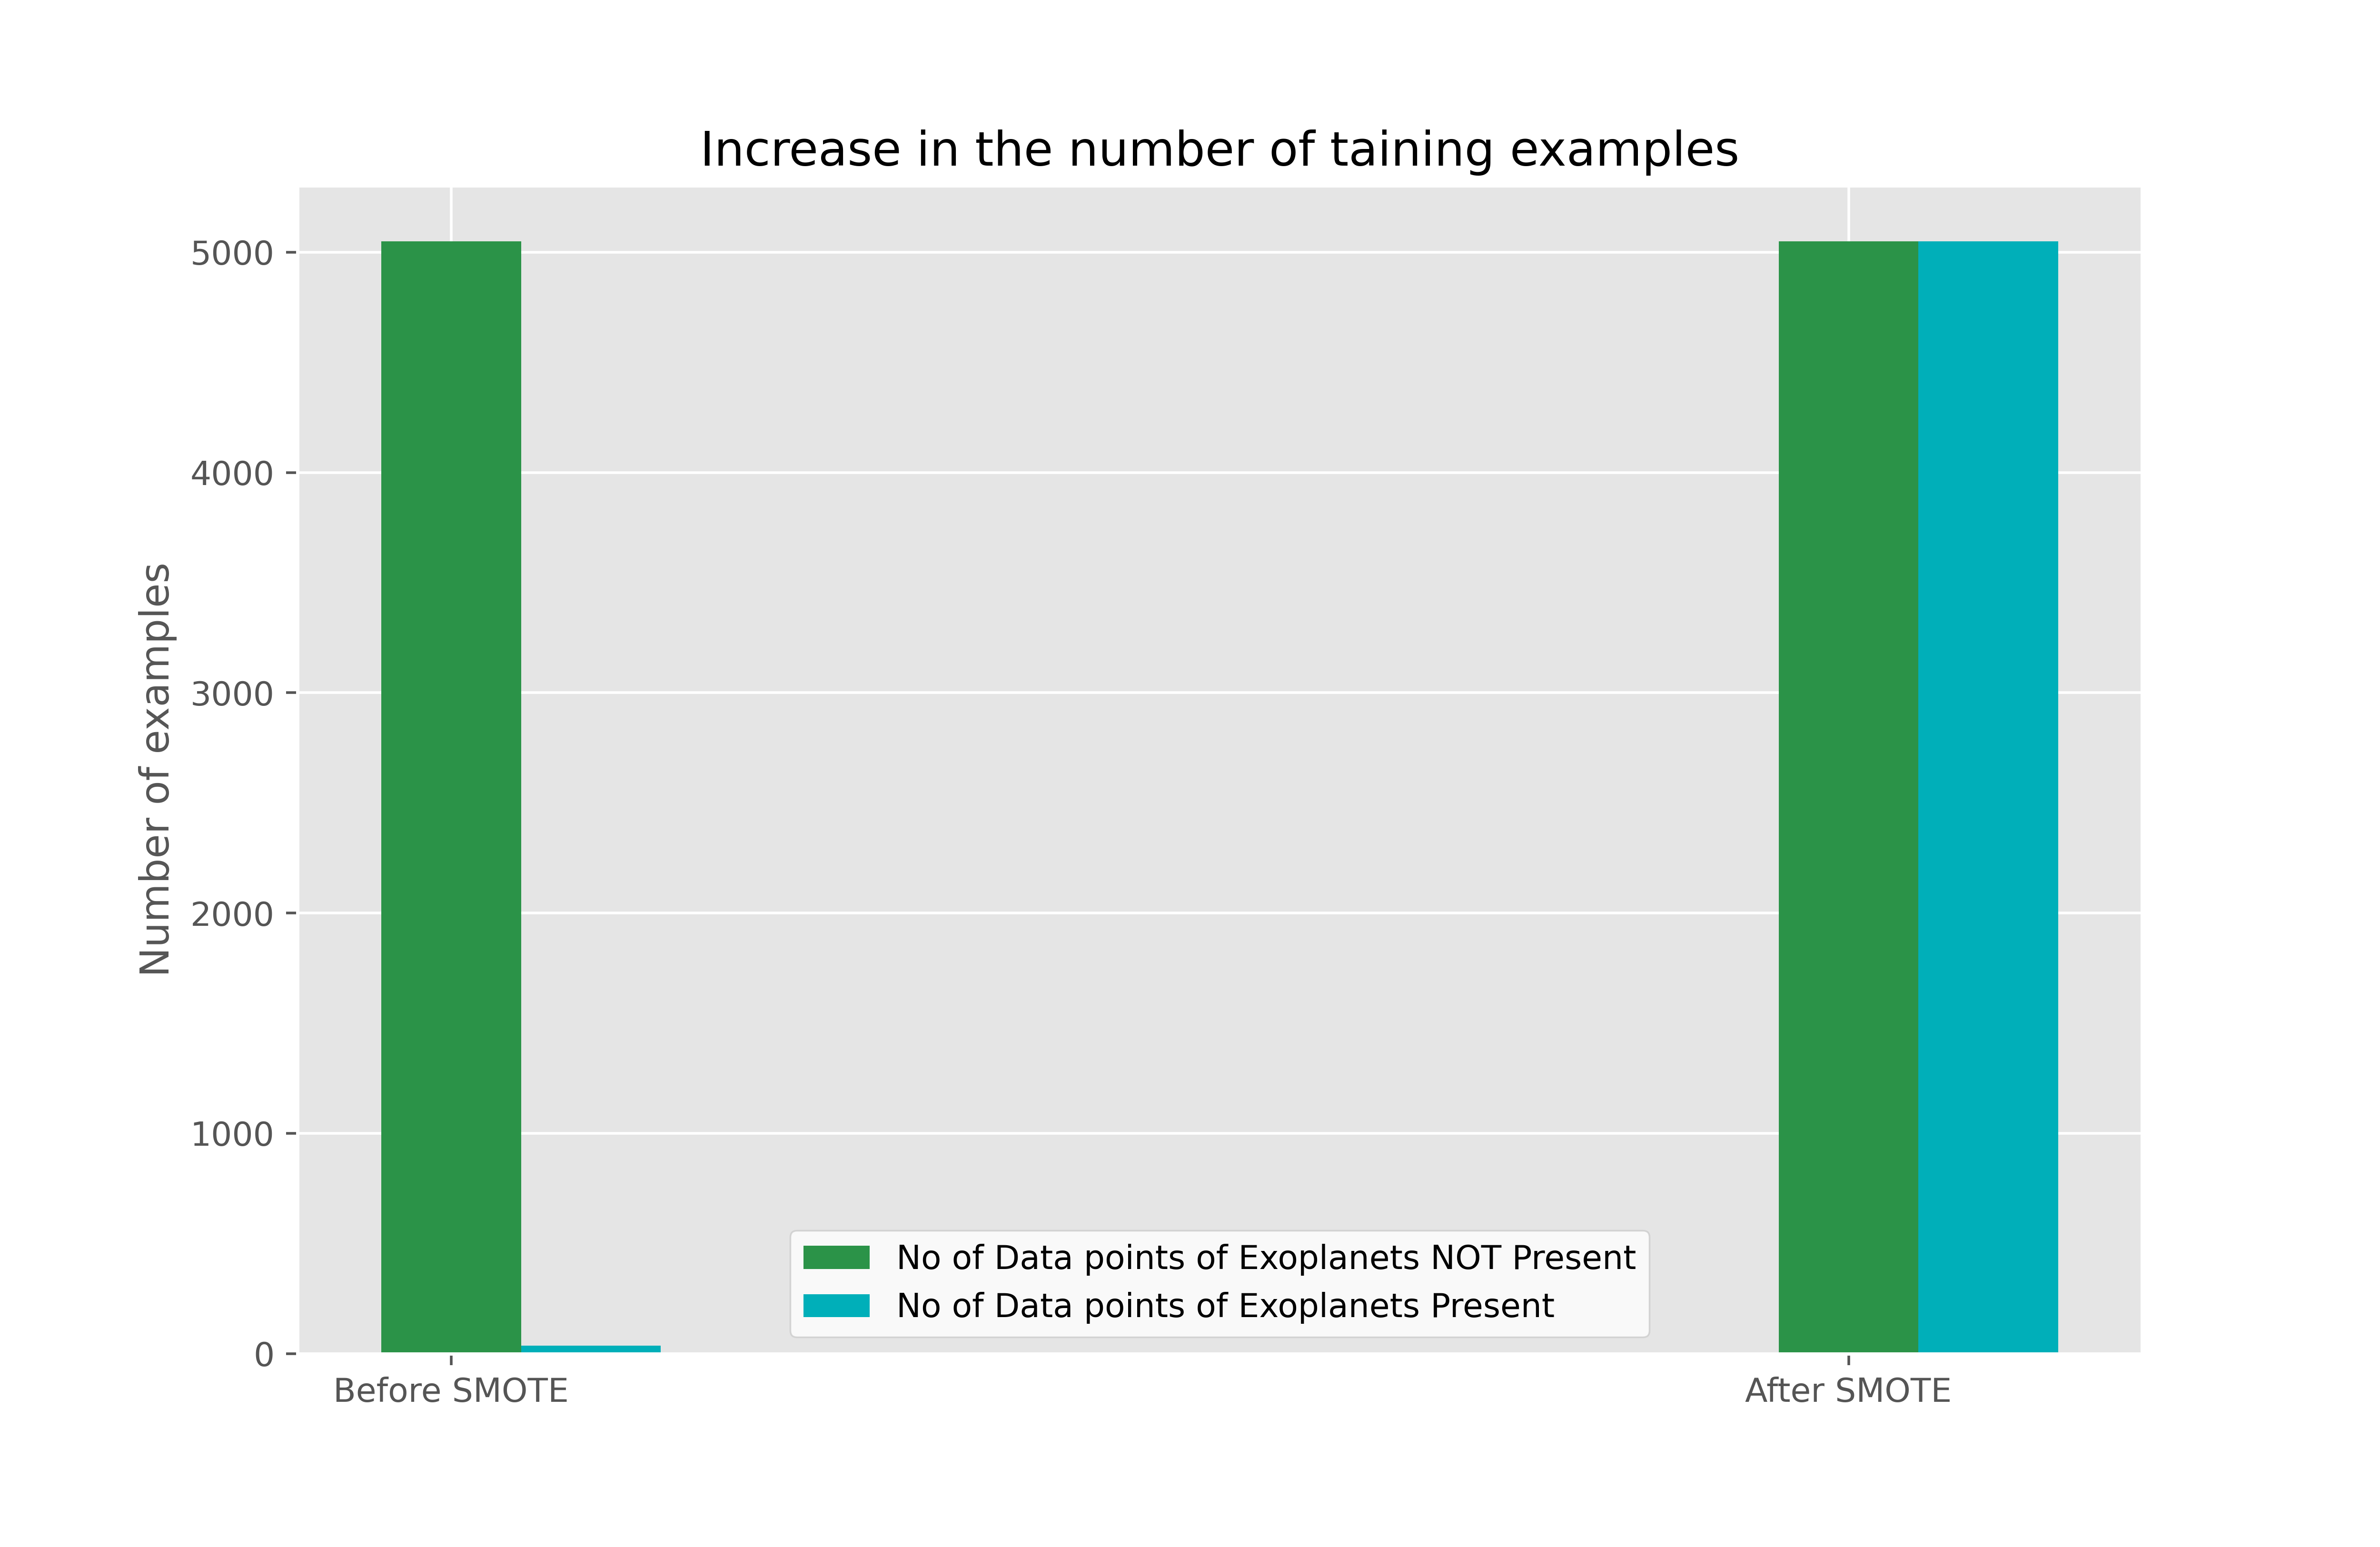 Increase in the number of taining examples
Number of examples
5000
4000
3000
2000
1000
0
No of Data points of Exoplanets NOT Present
No of Data points of Exoplanets Present
Before SMOTE
After SMOTE